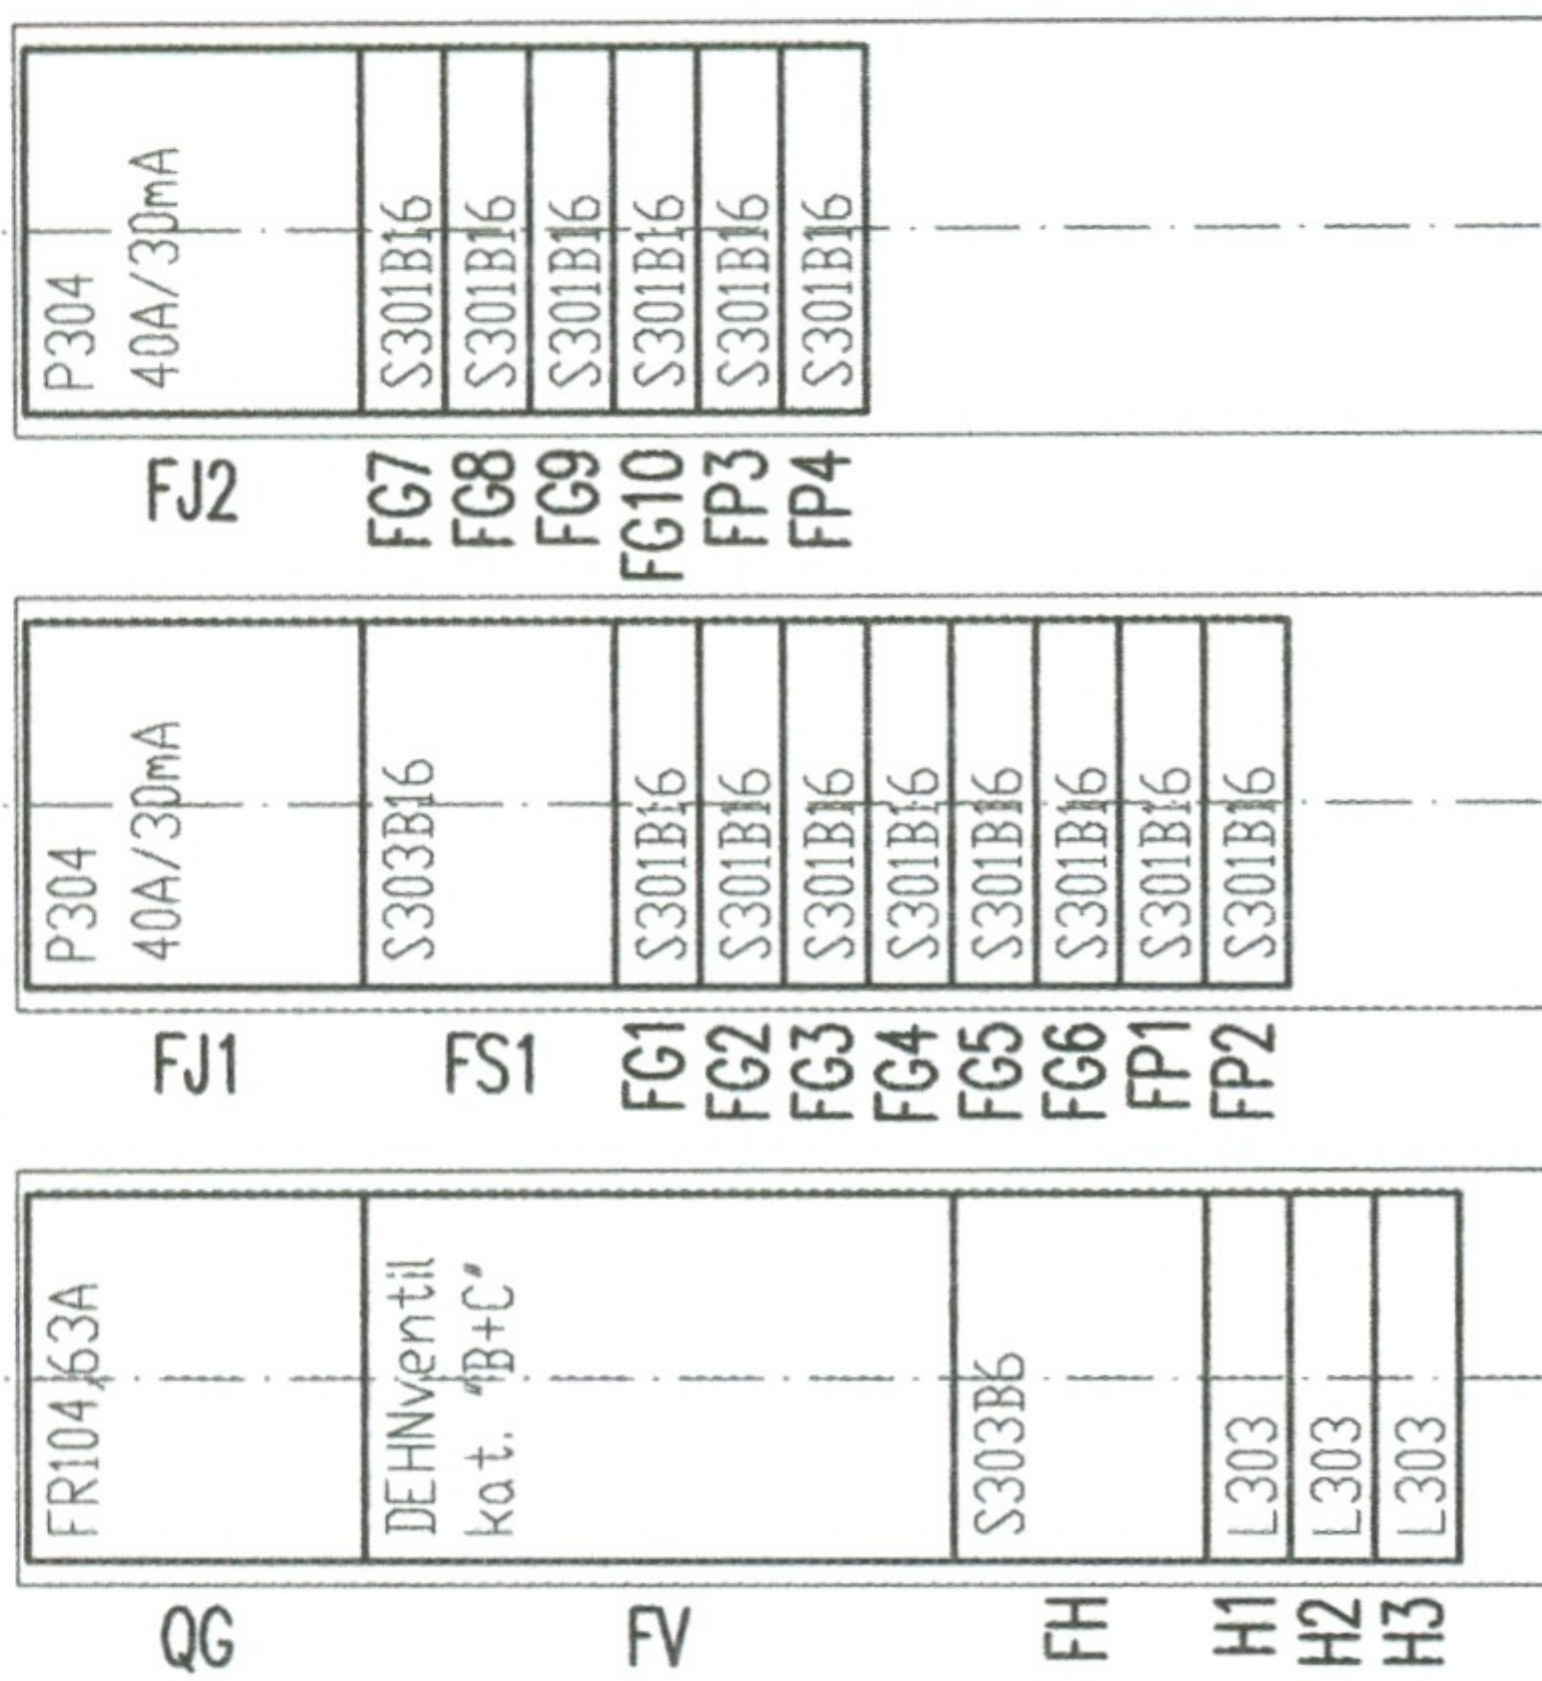 P304
40A/30mA
S301B16
S301B16
S301B16
S301B16
S301B16
S301B16
FJ2
FG7
FG8
FG9
FG10
FP3
FP4
P304
40A/30mA
S303B16
S301B16
S301B16
S301B16
S301B16
S301B16
S301B16
S301B16
S301B16
FJ1
FS1
FG1
FG2
FG3
FG4
FG5
FG6
FP1
FP2
FR104/63A
DEHNventil
kat. "B+C"
S303B6
L303
L303
L303
QG
FV
FH
H1
H2
H3